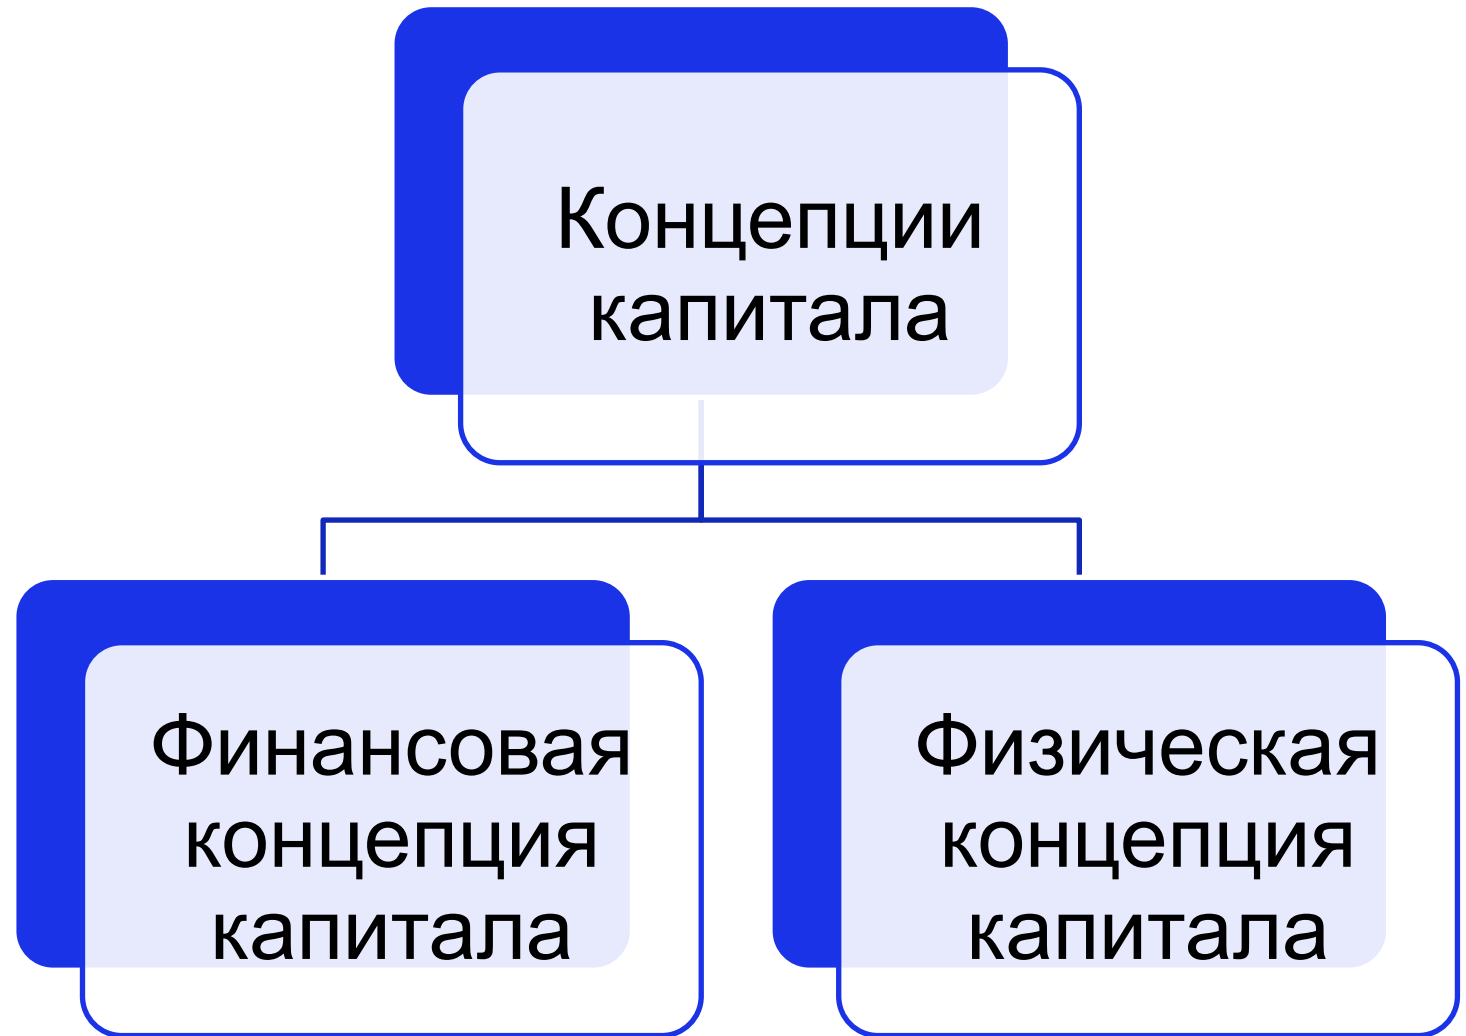 Концепции
капитала
Финансовая
концепция
капитала
Физическая
концепция
капитала